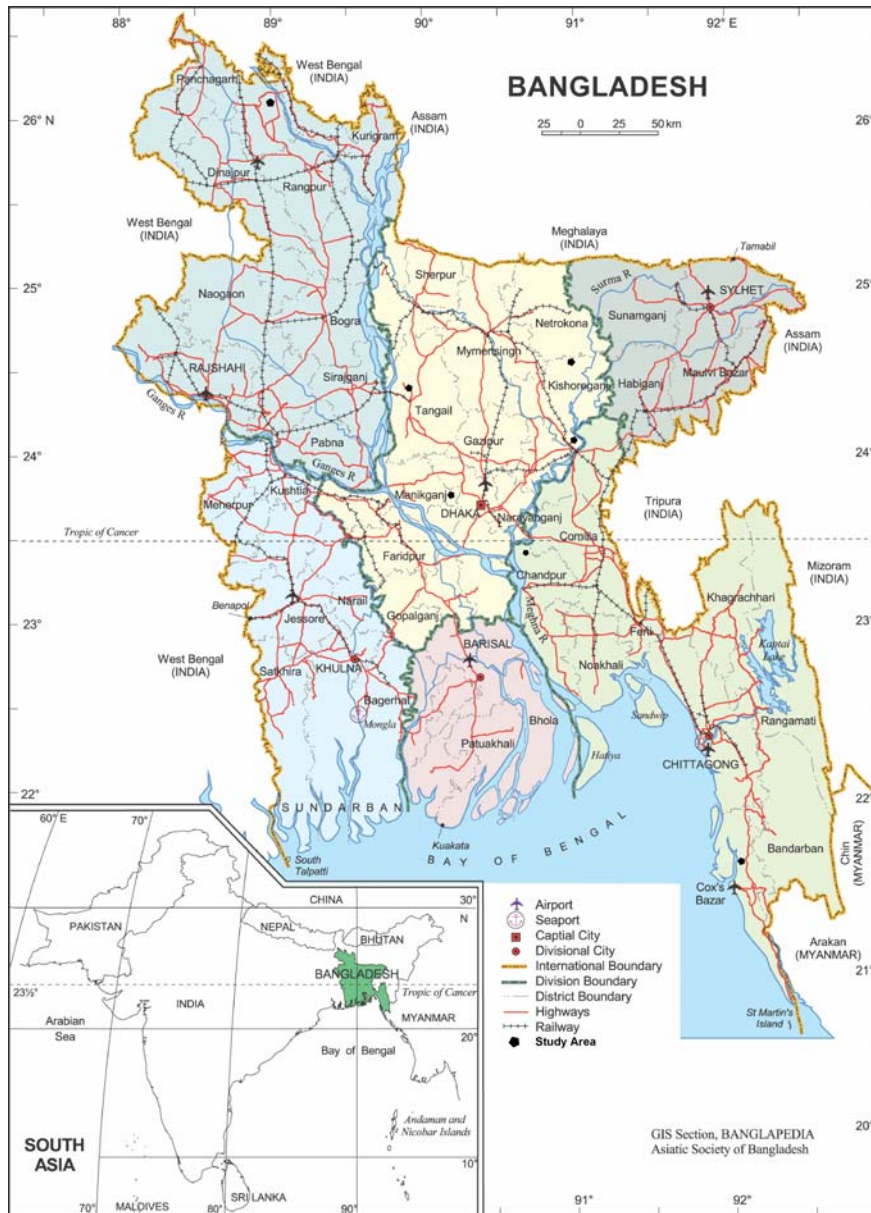 88°
89°
90°
91°
92° E
BANGLADESH
25 0 25 50 km
West Bengal
(INDIA)
Assam
(INDIA)
Panchagarh
26° N
26°
Kurigram
Dinajpur
Rangpur
West Bengal
(INDIA)
Meghalaya
(INDIA)
Tamabil
Sherpur
Surma R
SYLHET
25°
25°
Naogaon
Bogra
Netrokona
Sunamganj
Assam
(INDIA)
Mymensingh
RAJSHAHI
Sirajganj
Kishoreganj
Habiganj
Maulvi Bazar
Ganges R
Tangail
Pabna
Gazipur
24°
24°
Ganges R
Kushtia
Manikganj
Meherpur
DHAKA
Narayanganj
Tripura
(INDIA)
Tropic of Cancer
Comilla
Faridpur
Chandpur
Mizoram
(INDIA)
Khagrachhari
Benapol
Narail
Jessore
Gopalganj
Meghna R
Feni
23°
23°
Kaptai
Lake
West Bengal
(INDIA)
BARISAL
Noakhali
Satkhira
KHULNA
Bagerhat
Sandwip
Rangamati
Mongla
Bhola
Patuakhali
Hatiya
CHITTAGONG
22°
22°
SUNDARBAN
Kuakata
BAY OF BENGAL
South
Talpatti
Bandarban
Chin
(MYANMAR)
Cox's
Bazar
Arakan
(MYANMAR)
21°
St Martin's
Island
20°
Airport
Seaport
Captial City
Divisional City
International Boundary
Division Boundary
District Boundary
Highways
Railway
Study Area
60° E
70°
CHINA
30°
N
PAKISTAN
NEPAL
BHUTAN
BANGLADESH
23½°
Tropic of Cancer
INDIA
MYANMAR
Arabian
Sea
20°
Bay of Bengal
Andaman and
Nicobar Islands
SOUTH
ASIA
10°
SRI LANKA
70°
MALDIVES
80°
90°
91°
92°
GIS Section, BANGLAPEDIA
Asiatic Society of Bangladesh